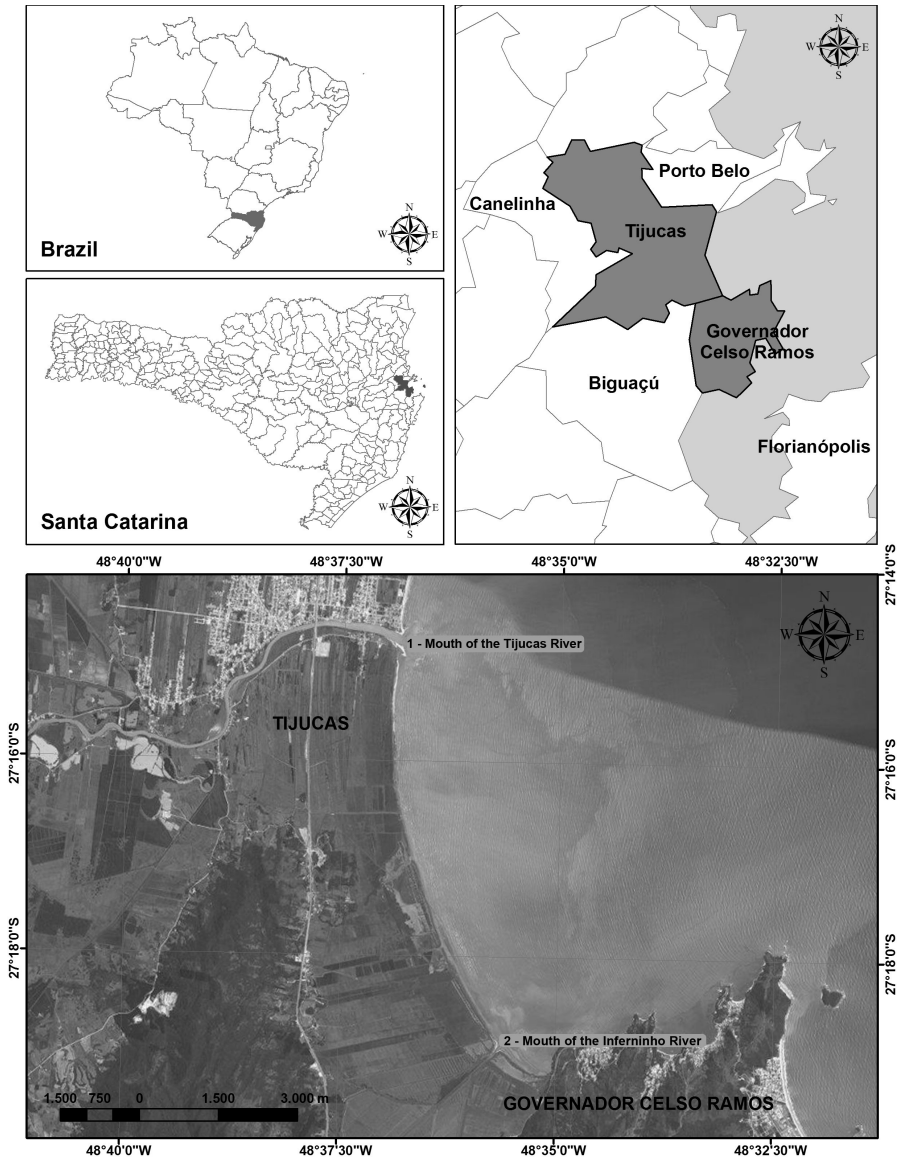 N
W E
S
Brazil
N
W E
S
Santa Catarina
N
W E
S
Porto Belo
Canelinha
Tijucas
Governador
Celso Ramos
Biguaçú
Florianópolis
48°40'0"W 48°37'30"W 48°35'0"W 48°32'30"W
27°14'0"S
N
W E
S
1 - Mouth of the Tijucas River
TIJUCAS
27°16'0"S
27°16'0"S
27°18'0"S
27°18'0"S
2 - Mouth of the Inferninho River
1.500 750 0 1.500 3.000 m
GOVERNADOR CELSO RAMOS
48°40'0"W 48°37'30"W 48°35'0"W 48°32'30"W